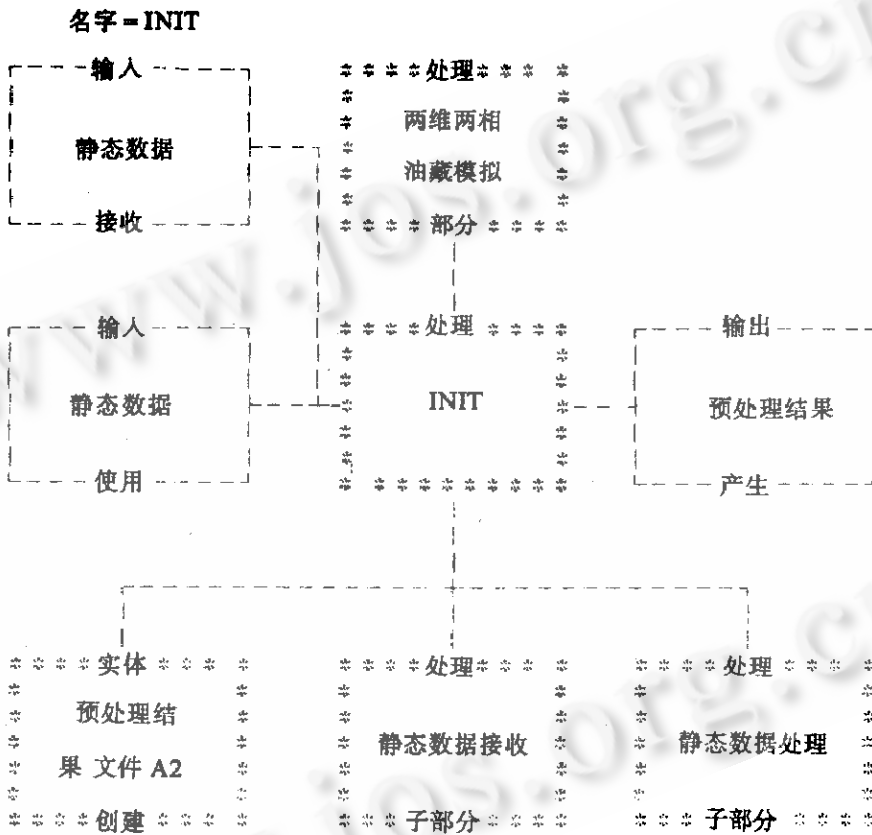 名字=INIT
输入
静态数据
接收
处理
两维两相
油藏模拟
部分
输入
静态数据
使用
处理
INIT
输出
预处理结果
产生
实体
预处理结
果 文件 A2
创建
处理
静态数据接收
子部分
处理
静态数据处理
子部分
www.jos.org.cn